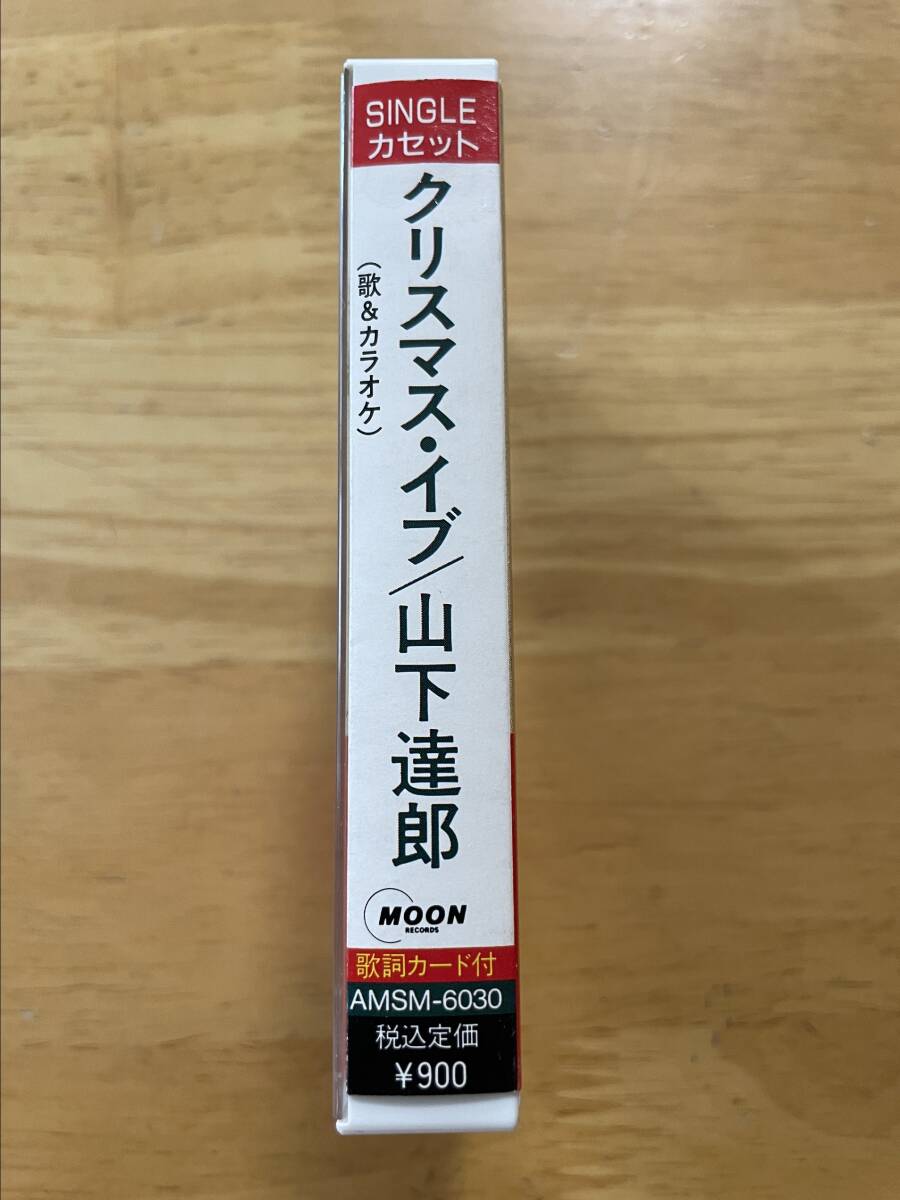 SINGLE
カセット
クリスマス・イブ/山下達郎
(歌&カラオケ)
MOON
RECORDS
歌詞カード付
AMSM-6030
税込定価
¥900